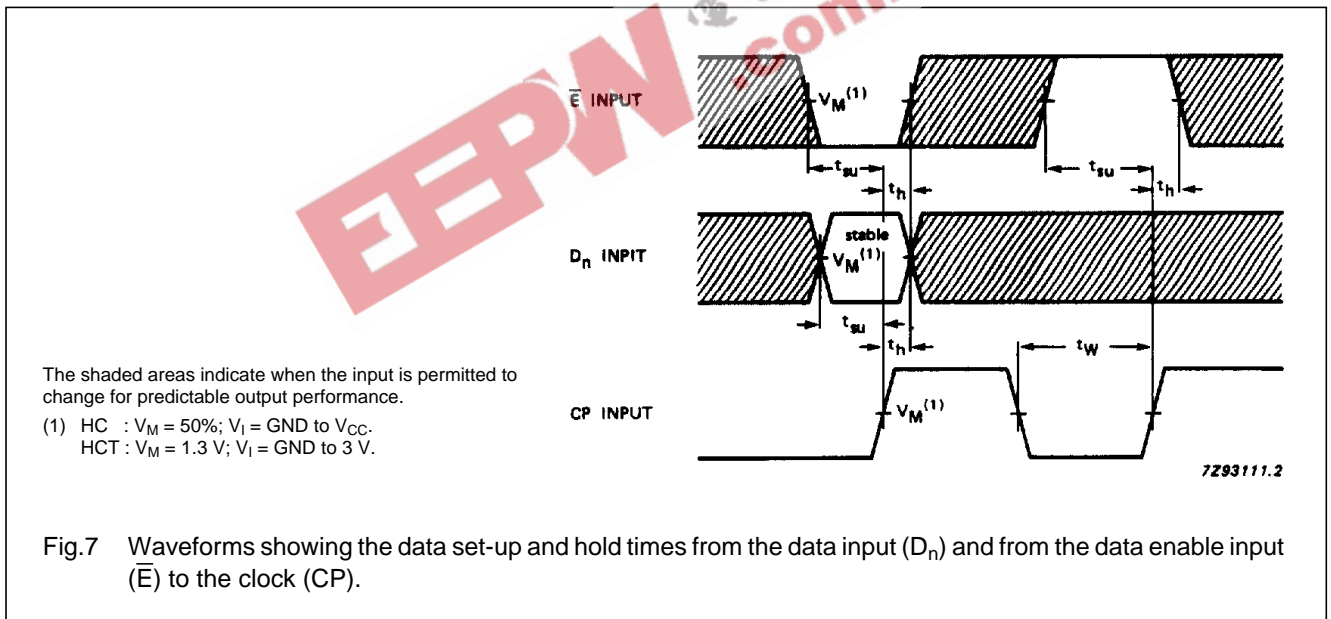 EEPW
.com
E̅ INPUT
V_M^(1)
t_su
t_h
t_su
t_h
stable
D_n INPIT
V_M^(1)
t_su
t_h
t_W
CP INPUT
V_M^(1)
7Z93111.2
The shaded areas indicate when the input is permitted to
change for predictable output performance.
(1) HC : V_M = 50%; V_I = GND to V_CC.
HCT : V_M = 1.3 V; V_I = GND to 3 V.
Fig.7 Waveforms showing the data set-up and hold times from the data input (D_n) and from the data enable input
(E̅) to the clock (CP).